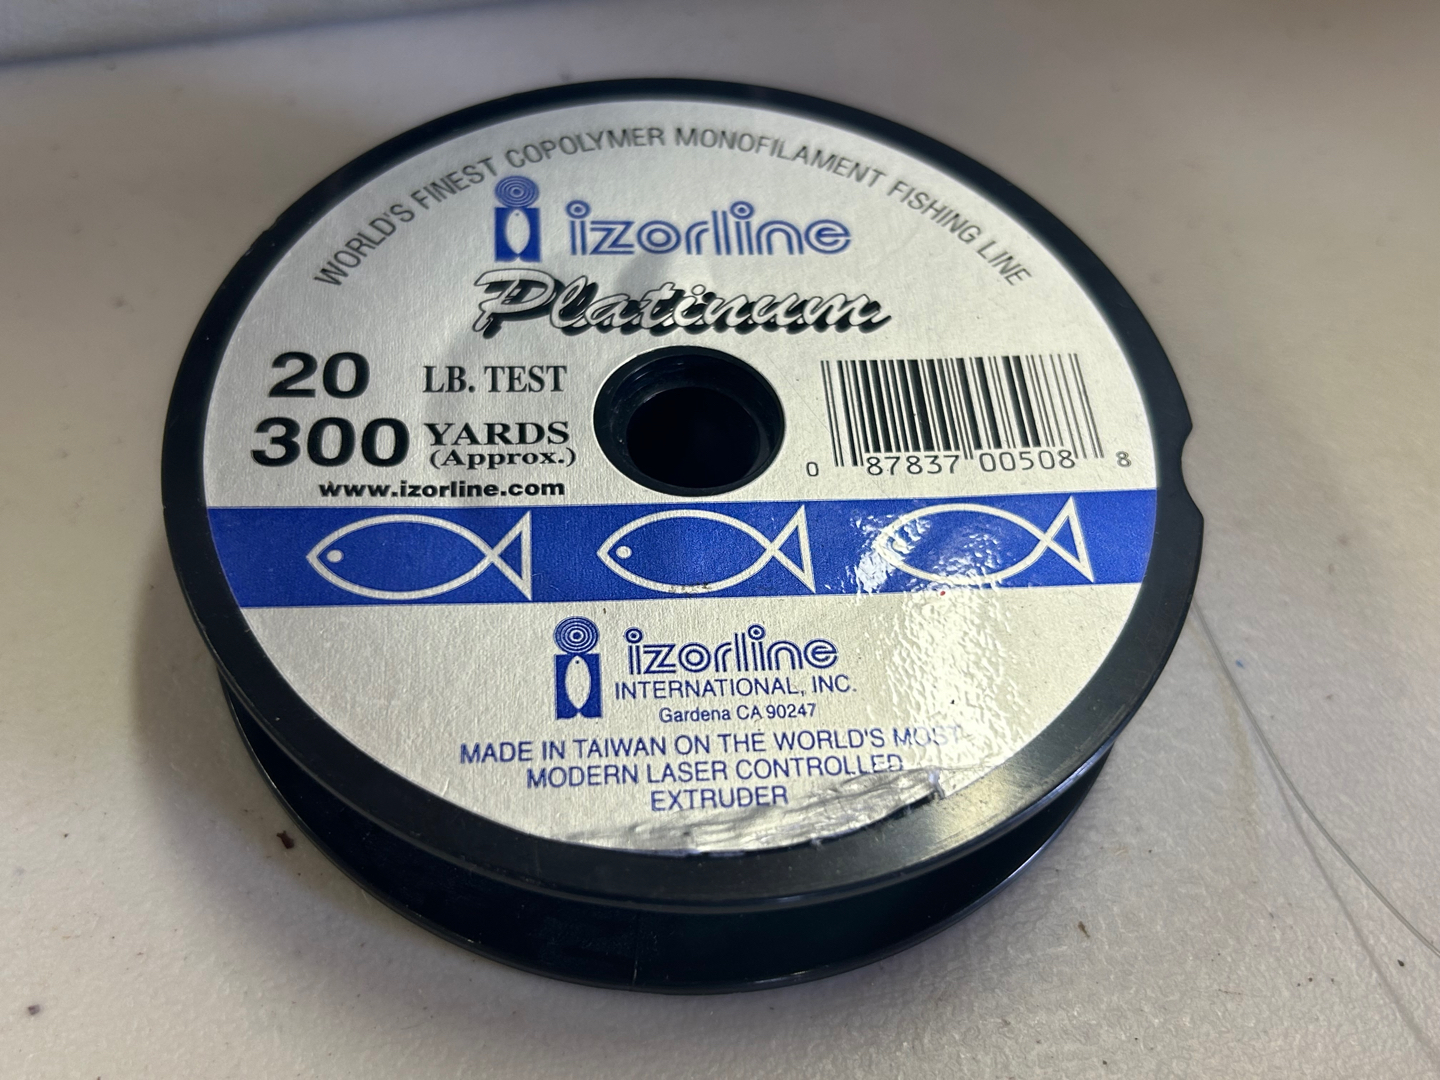 WORLD'S FINEST COPOLYMER MONOFILAMENT FISHING LINE
izorline
Platinum
20 LB. TEST
300 YARDS
(Approx.)
www.izorline.com
0 87837 00508 8
izorline
INTERNATIONAL, INC.
Gardena CA 90247
MADE IN TAIWAN ON THE WORLD'S MOST
MODERN LASER CONTROLLED
EXTRUDER